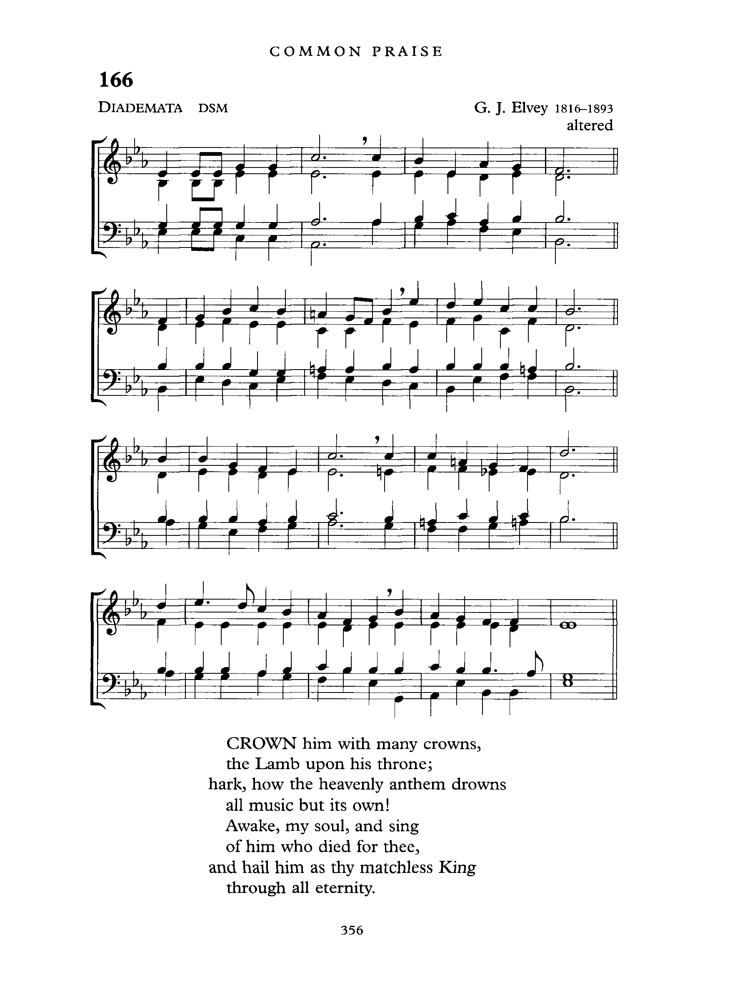 COMMON PRAISE
166
DIADEMATA DSM
G. J. Elvey 1816–1893
altered
CROWN him with many crowns,
the Lamb upon his throne;
hark, how the heavenly anthem drowns
all music but its own!
Awake, my soul, and sing
of him who died for thee,
and hail him as thy matchless King
through all eternity.
356